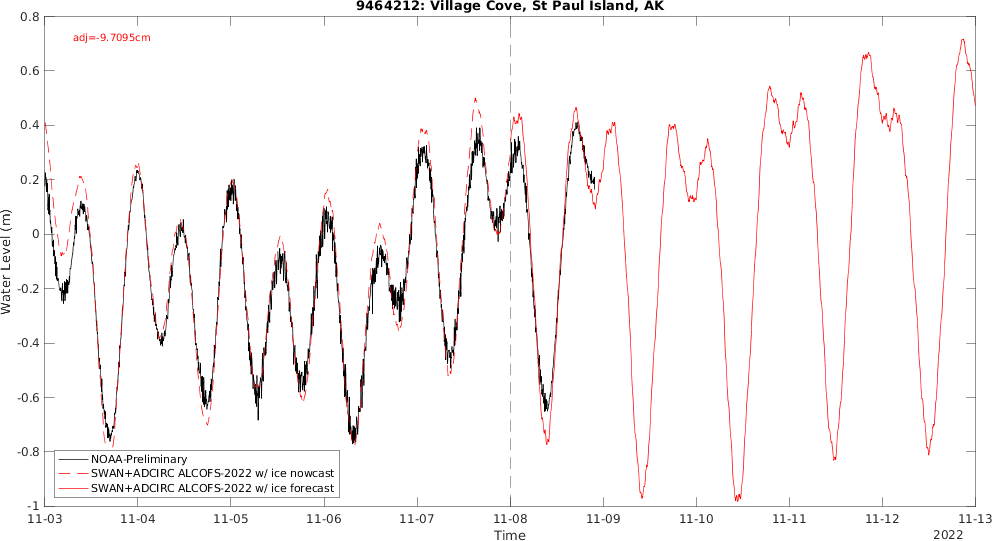 9464212: Village Cove, St Paul Island, AK
adj=-9.7095cm
Water Level (m)
0.8
0.6
0.4
0.2
0
-0.2
-0.4
-0.6
-0.8
-1
NOAA-Preliminary
SWAN+ADCIRC ALCOFS-2022 w/ ice nowcast
SWAN+ADCIRC ALCOFS-2022 w/ ice forecast
11-03 11-04 11-05 11-06 11-07 11-08 11-09 11-10 11-11 11-12 11-13
Time
2022